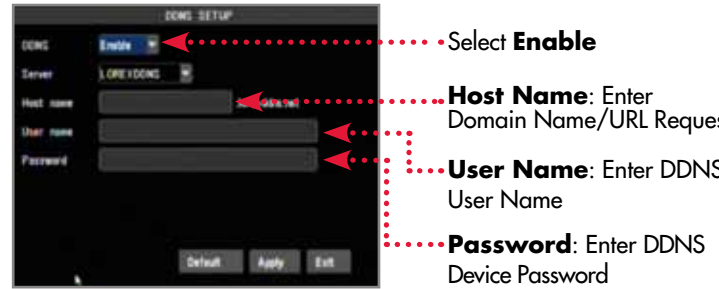 DDNS SETUP
DDNS Enable
Select Enable
Server LOREXDDNS
Host name
Host Name: Enter
Domain Name/URL Reques
User name
User Name: Enter DDNS
User Name
Password
Password: Enter DDNS
Device Password
Default Apply Exit